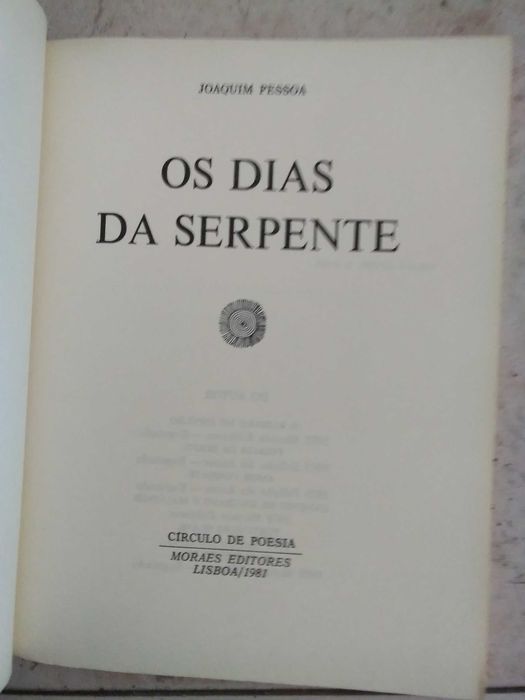 JOAQUIM PESSOA
OS DIAS
DA SERPENTE
CÍRCULO DE POESIA
MORAES EDITORES
LISBOA/1981